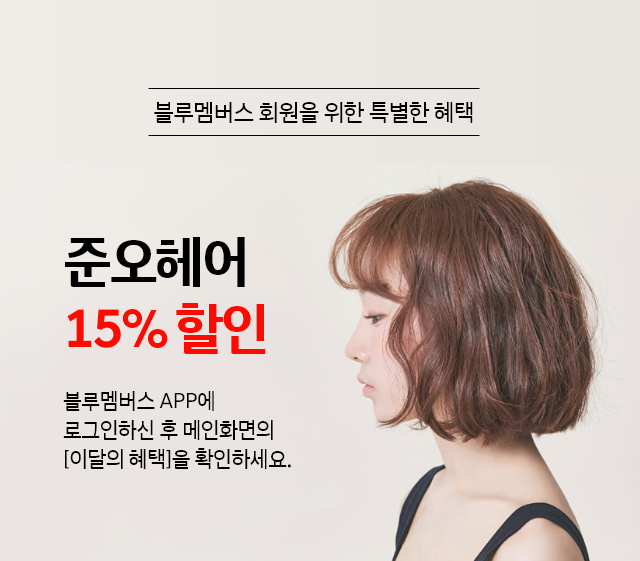 블루멤버스 회원을 위한 특별한 혜택
준오헤어
15% 할인
블루멤버스 APP에
로그인하신 후 메인화면의
[이달의 혜택]을 확인하세요.